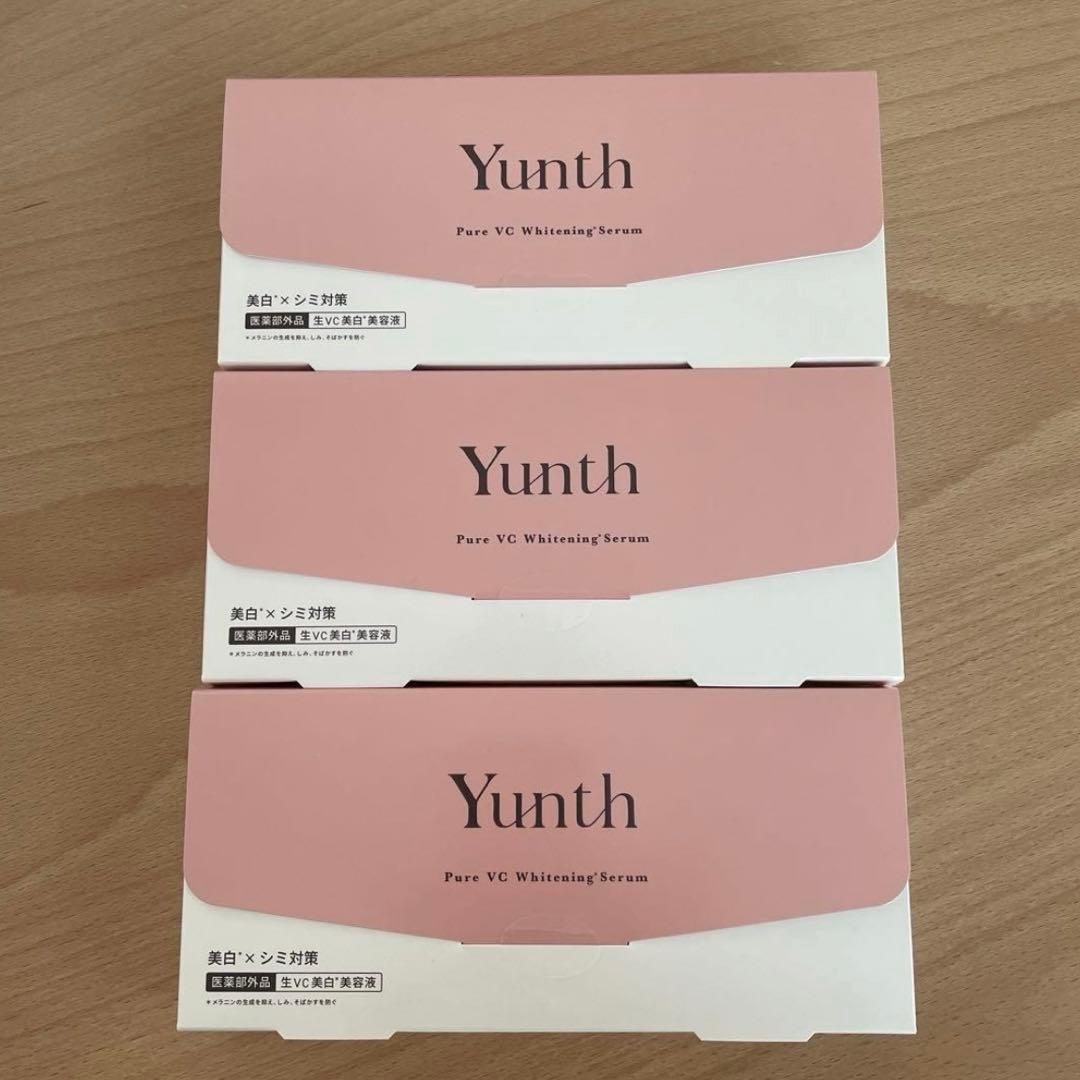 Yunth
Pure VC Whitening*Serum
美白*×シミ対策
医薬部外品 生VC美白*美容液
*メラニンの生成を抑え、しみ、そばかすを防ぐ
Yunth
Pure VC Whitening*Serum
美白*×シミ対策
医薬部外品 生VC美白*美容液
*メラニンの生成を抑え、しみ、そばかすを防ぐ
Yunth
Pure VC Whitening*Serum
美白*×シミ対策
医薬部外品 生VC美白*美容液
*メラニンの生成を抑え、しみ、そばかすを防ぐ